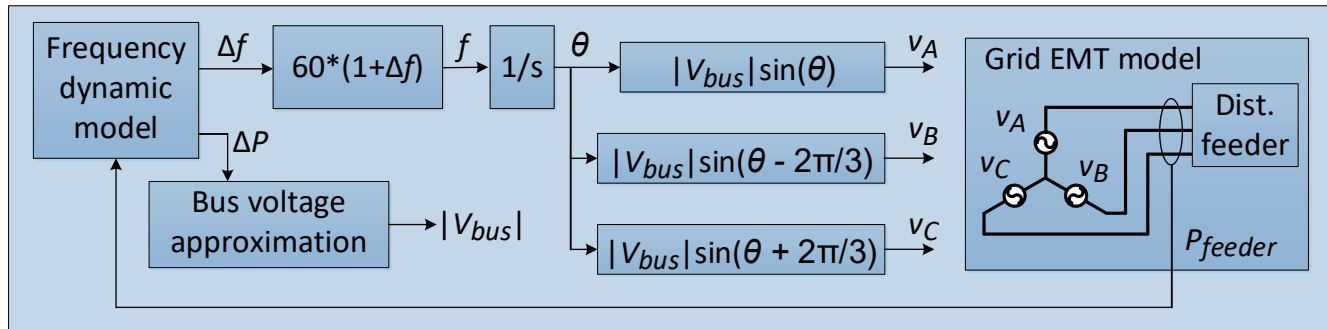 Frequency
dynamic
model
Δf
60*(1+Δf)
f
1/s
θ
|Vbus|sin(θ)
vA
|Vbus|sin(θ - 2π/3)
vB
|Vbus|sin(θ + 2π/3)
vC
ΔP
Bus voltage
approximation
|Vbus|
Grid EMT model
vA
vC
vB
Dist.
feeder
Pfeeder